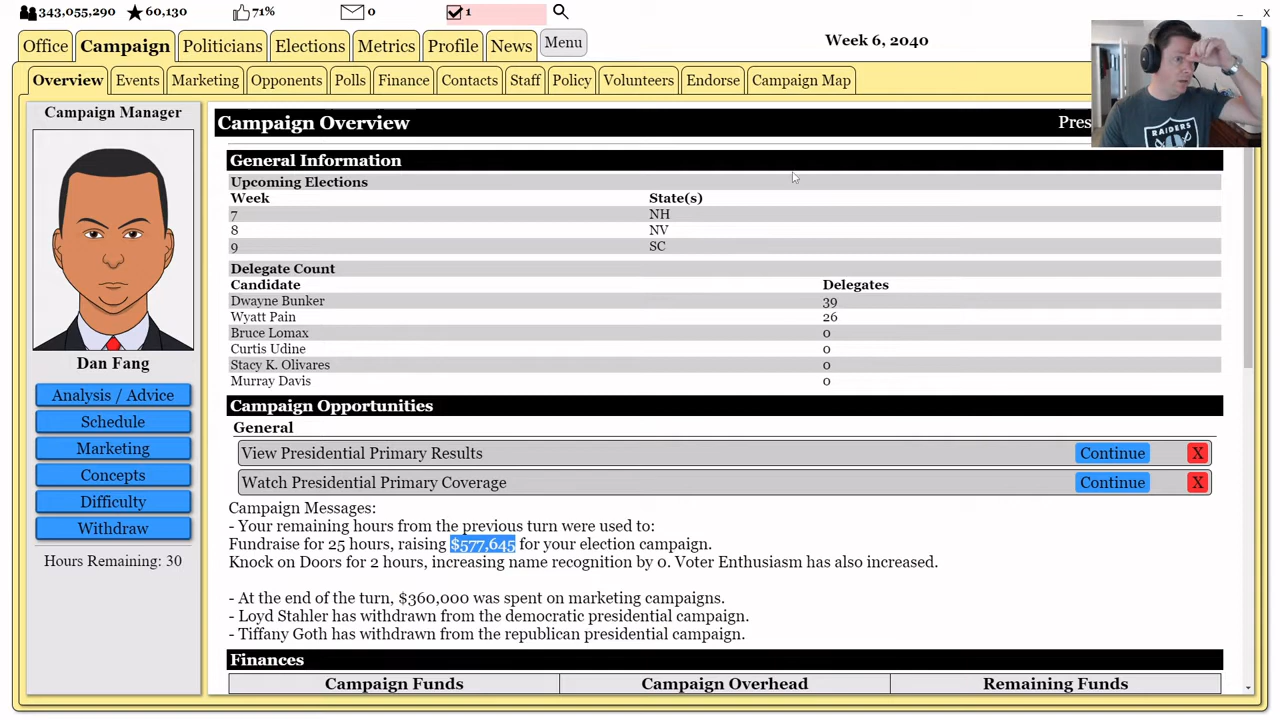 343,055,290 60,130 71% 0 1
Office Campaign Politicians Elections Metrics Profile News Menu
Week 6, 2040
Overview Events Marketing Opponents Polls Finance Contacts Staff Policy Volunteers Endorse Campaign Map
RAIDERS
Campaign Manager
Dan Fang
Analysis / Advice
Schedule
Marketing
Concepts
Difficulty
Withdraw
Hours Remaining: 30
Campaign Overview Pres
General Information
Upcoming Elections
Week State(s)
7 NH
8 NV
9 SC
Delegate Count
Candidate Delegates
Dwayne Bunker 39
Wyatt Pain 26
Bruce Lomax 0
Curtis Udine 0
Stacy K. Olivares 0
Murray Davis 0
Campaign Opportunities
General
View Presidential Primary Results Continue X
Watch Presidential Primary Coverage Continue X
Campaign Messages:
- Your remaining hours from the previous turn were used to:
Fundraise for 25 hours, raising $577,645 for your election campaign.
Knock on Doors for 2 hours, increasing name recognition by 0. Voter Enthusiasm has also increased.
- At the end of the turn, $360,000 was spent on marketing campaigns.
- Loyd Stahler has withdrawn from the democratic presidential campaign.
- Tiffany Goth has withdrawn from the republican presidential campaign.
Finances
Campaign Funds Campaign Overhead Remaining Funds